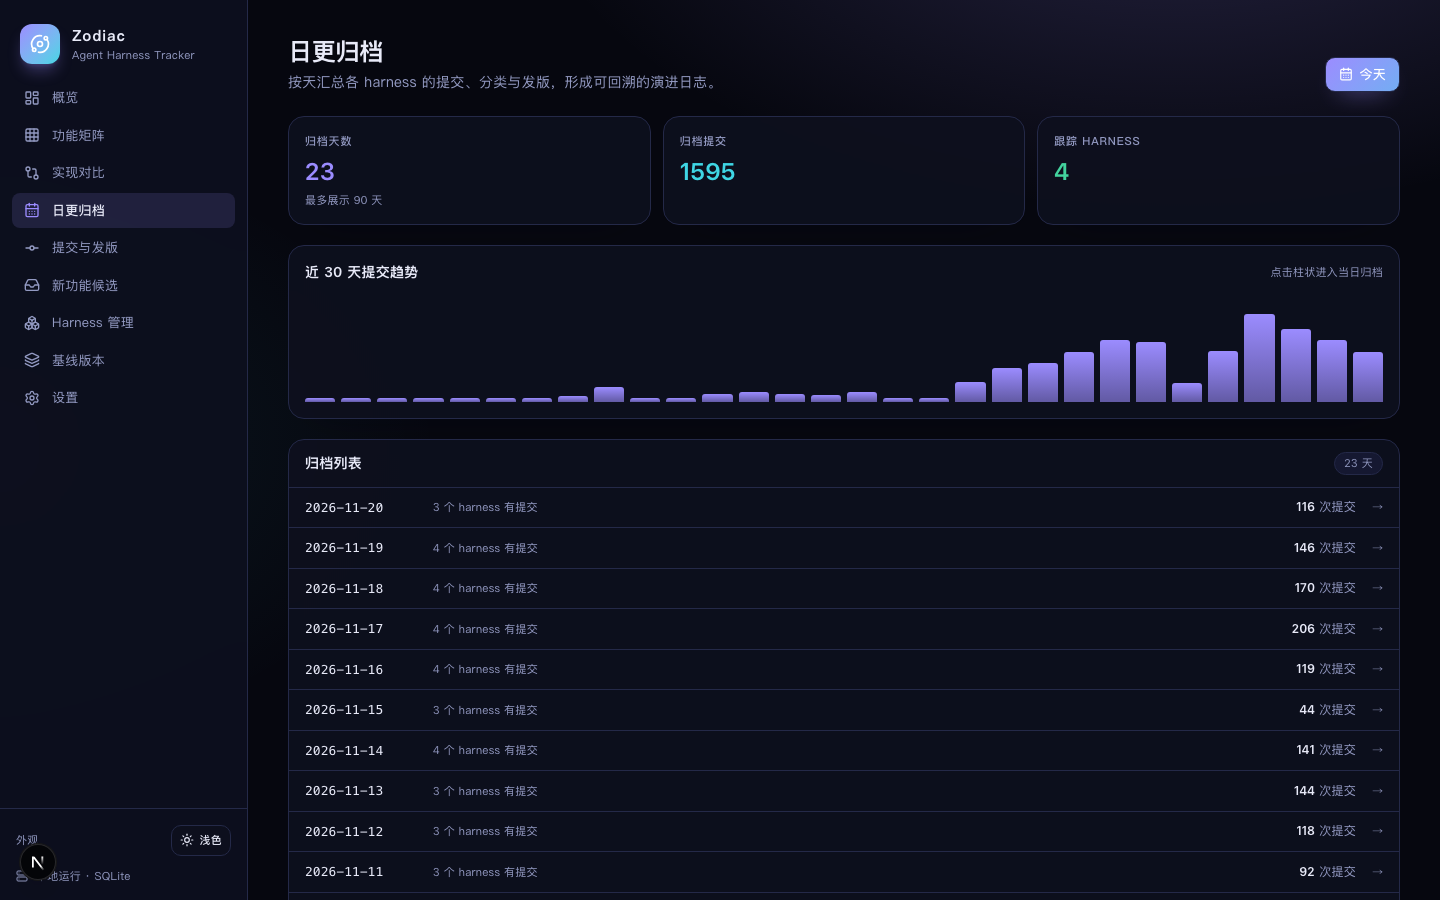 Zodiac
Agent Harness Tracker
概览
功能矩阵
实现对比
日更归档
提交与发版
新功能候选
Harness 管理
基线版本
设置
外观
浅色
N
地运行 · SQLite
日更归档
按天汇总各 harness 的提交、分类与发版，形成可回溯的演进日志。
今天
归档天数
23
最多展示 90 天
归档提交
1595
跟踪 HARNESS
4
近 30 天提交趋势
点击柱状进入当日归档
归档列表
23 天
2026-11-20 3 个 harness 有提交 116 次提交 →
2026-11-19 4 个 harness 有提交 146 次提交 →
2026-11-18 4 个 harness 有提交 170 次提交 →
2026-11-17 4 个 harness 有提交 206 次提交 →
2026-11-16 4 个 harness 有提交 119 次提交 →
2026-11-15 3 个 harness 有提交 44 次提交 →
2026-11-14 4 个 harness 有提交 141 次提交 →
2026-11-13 3 个 harness 有提交 144 次提交 →
2026-11-12 3 个 harness 有提交 118 次提交 →
2026-11-11 3 个 harness 有提交 92 次提交 →